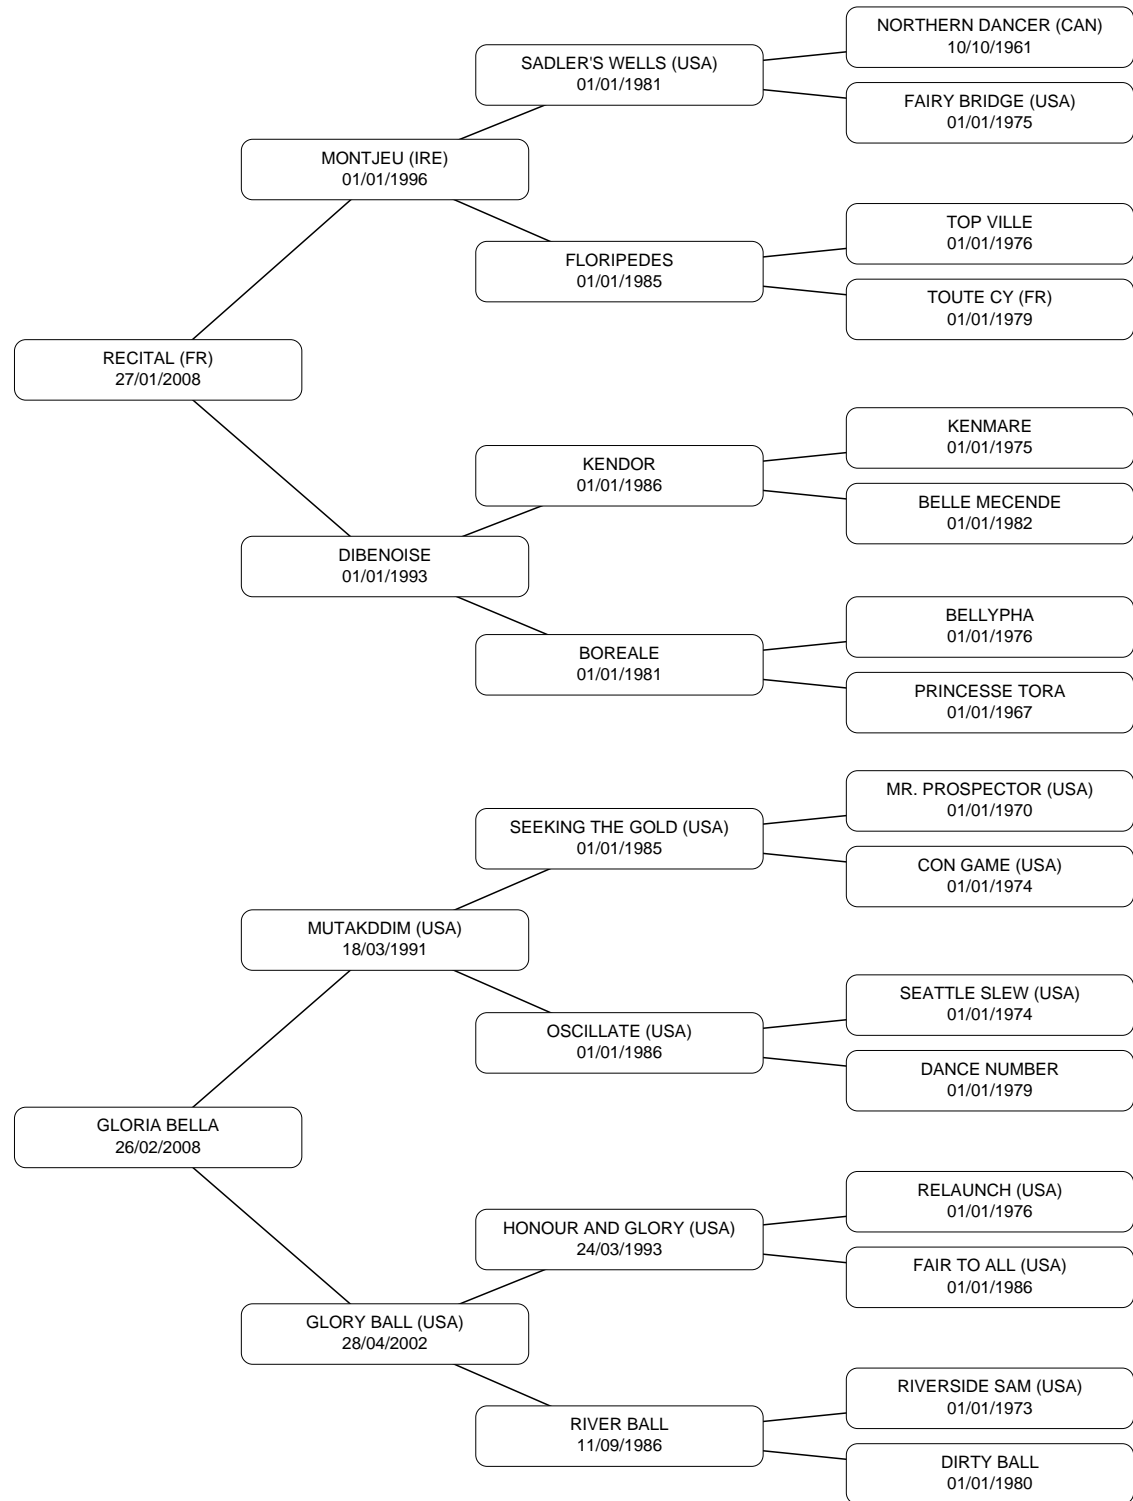 NORTHERN DANCER (CAN)
10/10/1961
SADLER'S WELLS (USA)
01/01/1981
FAIRY BRIDGE (USA)
01/01/1975
MONTJEU (IRE)
01/01/1996
TOP VILLE
01/01/1976
FLORIPEDES
01/01/1985
TOUTE CY (FR)
01/01/1979
RECITAL (FR)
27/01/2008
KENMARE
01/01/1975
KENDOR
01/01/1986
BELLE MECENDE
01/01/1982
DIBENOISE
01/01/1993
BELLYPHA
01/01/1976
BOREALE
01/01/1981
PRINCESSE TORA
01/01/1967
MR. PROSPECTOR (USA)
01/01/1970
SEEKING THE GOLD (USA)
01/01/1985
CON GAME (USA)
01/01/1974
MUTAKDDIM (USA)
18/03/1991
SEATTLE SLEW (USA)
01/01/1974
OSCILLATE (USA)
01/01/1986
DANCE NUMBER
01/01/1979
GLORIA BELLA
26/02/2008
RELAUNCH (USA)
01/01/1976
HONOUR AND GLORY (USA)
24/03/1993
FAIR TO ALL (USA)
01/01/1986
GLORY BALL (USA)
28/04/2002
RIVERSIDE SAM (USA)
01/01/1973
RIVER BALL
11/09/1986
DIRTY BALL
01/01/1980